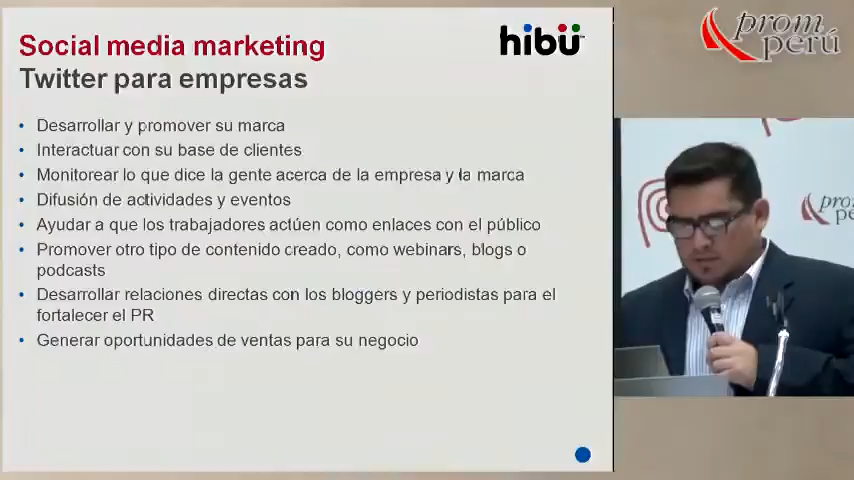 Social media marketing
hibü
Twitter para empresas
• Desarrollar y promover su marca
• Interactuar con su base de clientes
• Monitorear lo que dice la gente acerca de la empresa y la marca
• Difusión de actividades y eventos
• Ayudar a que los trabajadores actúen como enlaces con el público
• Promover otro tipo de contenido creado, como webinars, blogs o
podcasts
• Desarrollar relaciones directas con los bloggers y periodistas para el
fortalecer el PR
• Generar oportunidades de ventas para su negocio
prom
perú